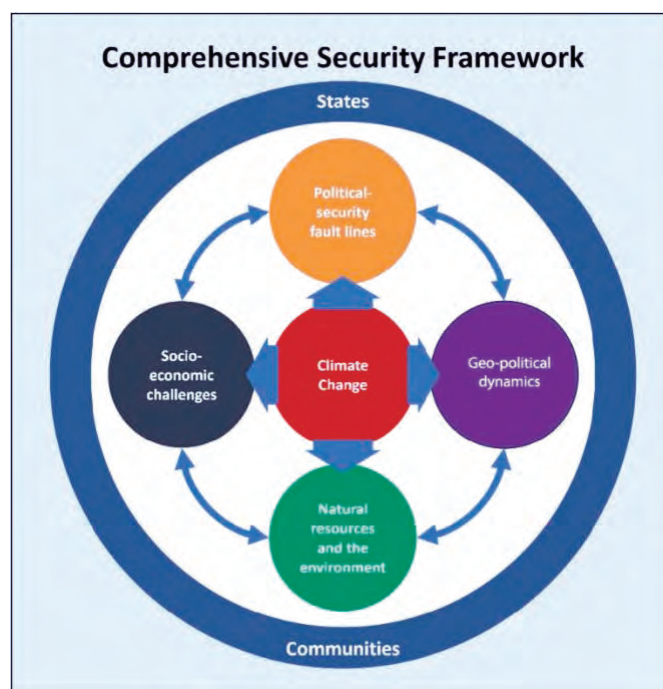 Comprehensive Security Framework
States
Political-
security
fault lines
Socio-
economic
challenges
Climate
Change
Geo-political
dynamics
Natural
resources
and the
environment
Communities